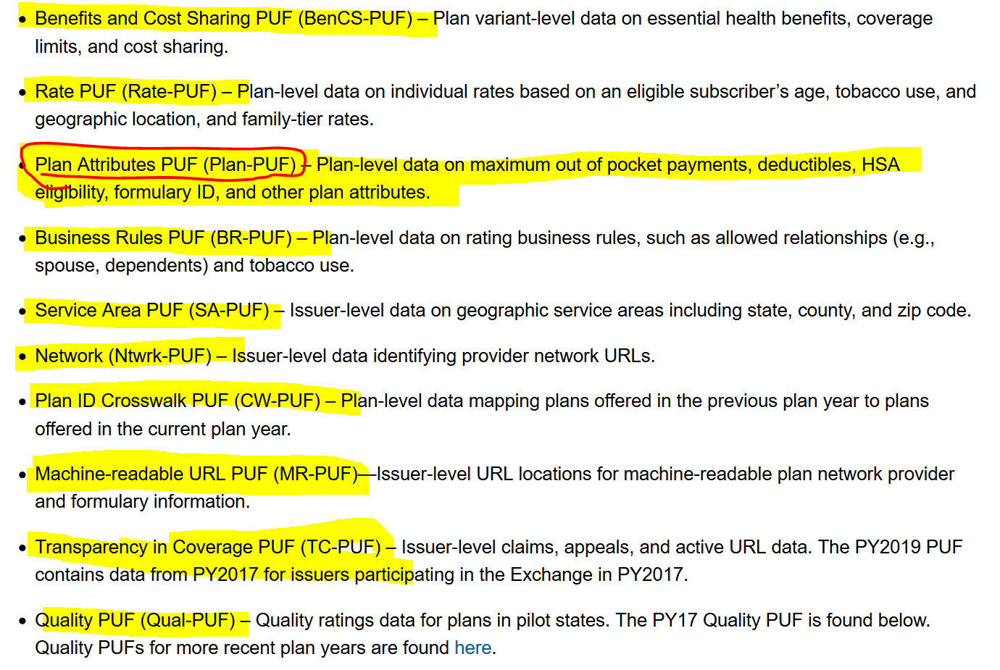 • Benefits and Cost Sharing PUF (BenCS-PUF) – Plan variant-level data on essential health benefits, coverage
limits, and cost sharing.
• Rate PUF (Rate-PUF) – Plan-level data on individual rates based on an eligible subscriber’s age, tobacco use, and
geographic location, and family-tier rates.
• Plan Attributes PUF (Plan-PUF) – Plan-level data on maximum out of pocket payments, deductibles, HSA
eligibility, formulary ID, and other plan attributes.
• Business Rules PUF (BR-PUF) – Plan-level data on rating business rules, such as allowed relationships (e.g.,
spouse, dependents) and tobacco use.
• Service Area PUF (SA-PUF) – Issuer-level data on geographic service areas including state, county, and zip code.
• Network (Ntwrk-PUF) – Issuer-level data identifying provider network URLs.
• Plan ID Crosswalk PUF (CW-PUF) – Plan-level data mapping plans offered in the previous plan year to plans
offered in the current plan year.
• Machine-readable URL PUF (MR-PUF)—Issuer-level URL locations for machine-readable plan network provider
and formulary information.
• Transparency in Coverage PUF (TC-PUF) – Issuer-level claims, appeals, and active URL data. The PY2019 PUF
contains data from PY2017 for issuers participating in the Exchange in PY2017.
• Quality PUF (Qual-PUF) – Quality ratings data for plans in pilot states. The PY17 Quality PUF is found below.
Quality PUFs for more recent plan years are found here.